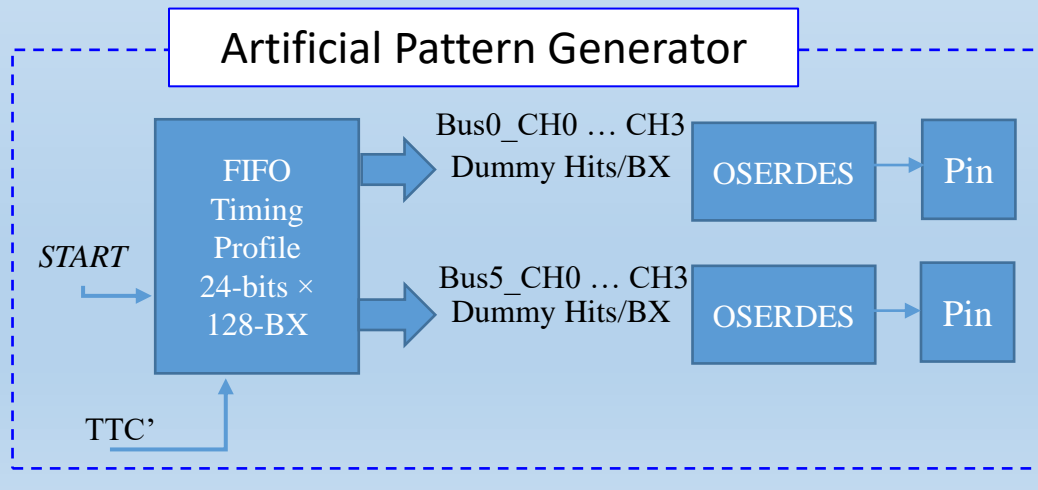 Artificial Pattern Generator
FIFO
Timing
Profile
24-bits ×
128-BX
START
TTC’
Bus0_CH0 … CH3
Dummy Hits/BX
OSERDES
Pin
Bus5_CH0 … CH3
Dummy Hits/BX
OSERDES
Pin